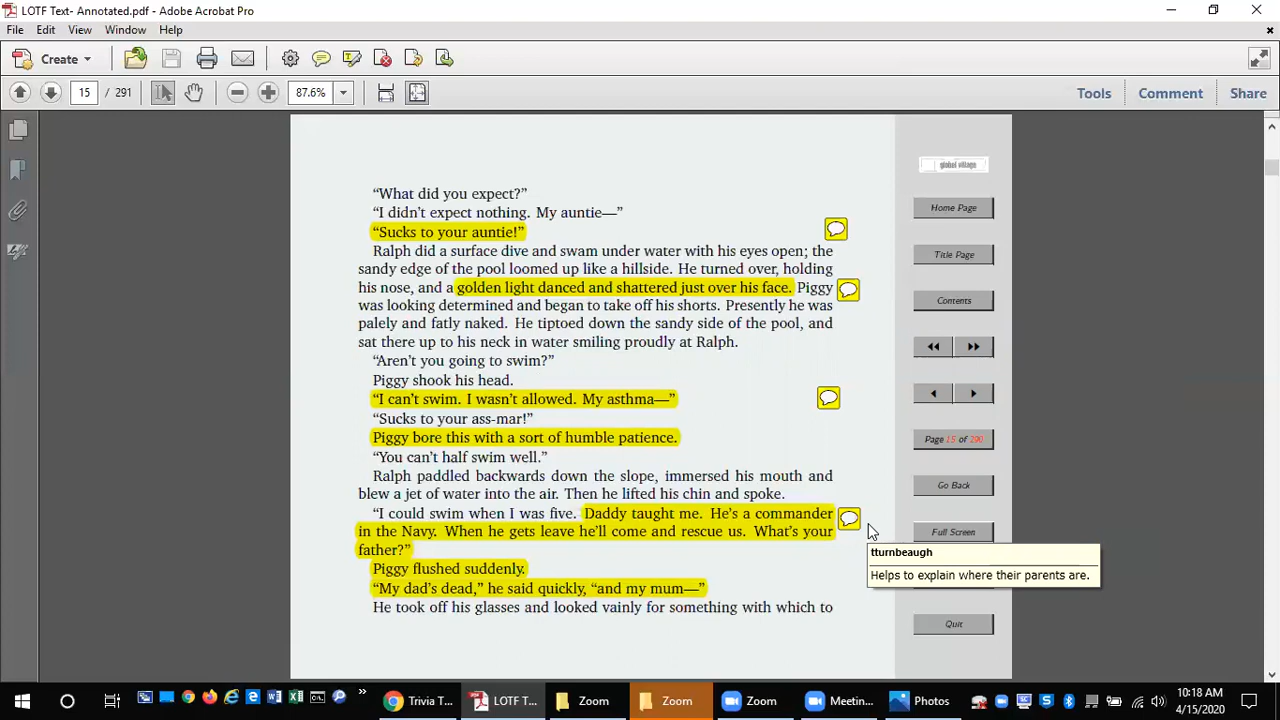 LOTF Text- Annotated.pdf - Adobe Acrobat Pro
File Edit View Window Help
Create
15 / 291 87.6% Tools Comment Share
“What did you expect?”
“I didn’t expect nothing. My auntie—”
“Sucks to your auntie!”
Ralph did a surface dive and swam under water with his eyes open; the
sandy edge of the pool loomed up like a hillside. He turned over, holding
his nose, and a golden light danced and shattered just over his face. Piggy
was looking determined and began to take off his shorts. Presently he was
palely and fatly naked. He tiptoed down the sandy side of the pool, and
sat there up to his neck in water smiling proudly at Ralph.
“Aren’t you going to swim?”
Piggy shook his head.
“I can’t swim. I wasn’t allowed. My asthma—”
“Sucks to your ass-mar!”
Piggy bore this with a sort of humble patience.
“You can’t half swim well.”
Ralph paddled backwards down the slope, immersed his mouth and
blew a jet of water into the air. Then he lifted his chin and spoke.
“I could swim when I was five. Daddy taught me. He’s a commander
in the Navy. When he gets leave he’ll come and rescue us. What’s your
father?”
Piggy flushed suddenly.
“My dad’s dead,” he said quickly, “and my mum—”
He took off his glasses and looked vainly for something with which to
global village
Home Page
Title Page
Contents
Page 15 of 290
Go Back
Full Screen
tturnbeaugh
Helps to explain where their parents are.
Quit
Trivia T... LOTF T... Zoom Zoom Zoom Meetin... Photos
10:18 AM
4/15/2020